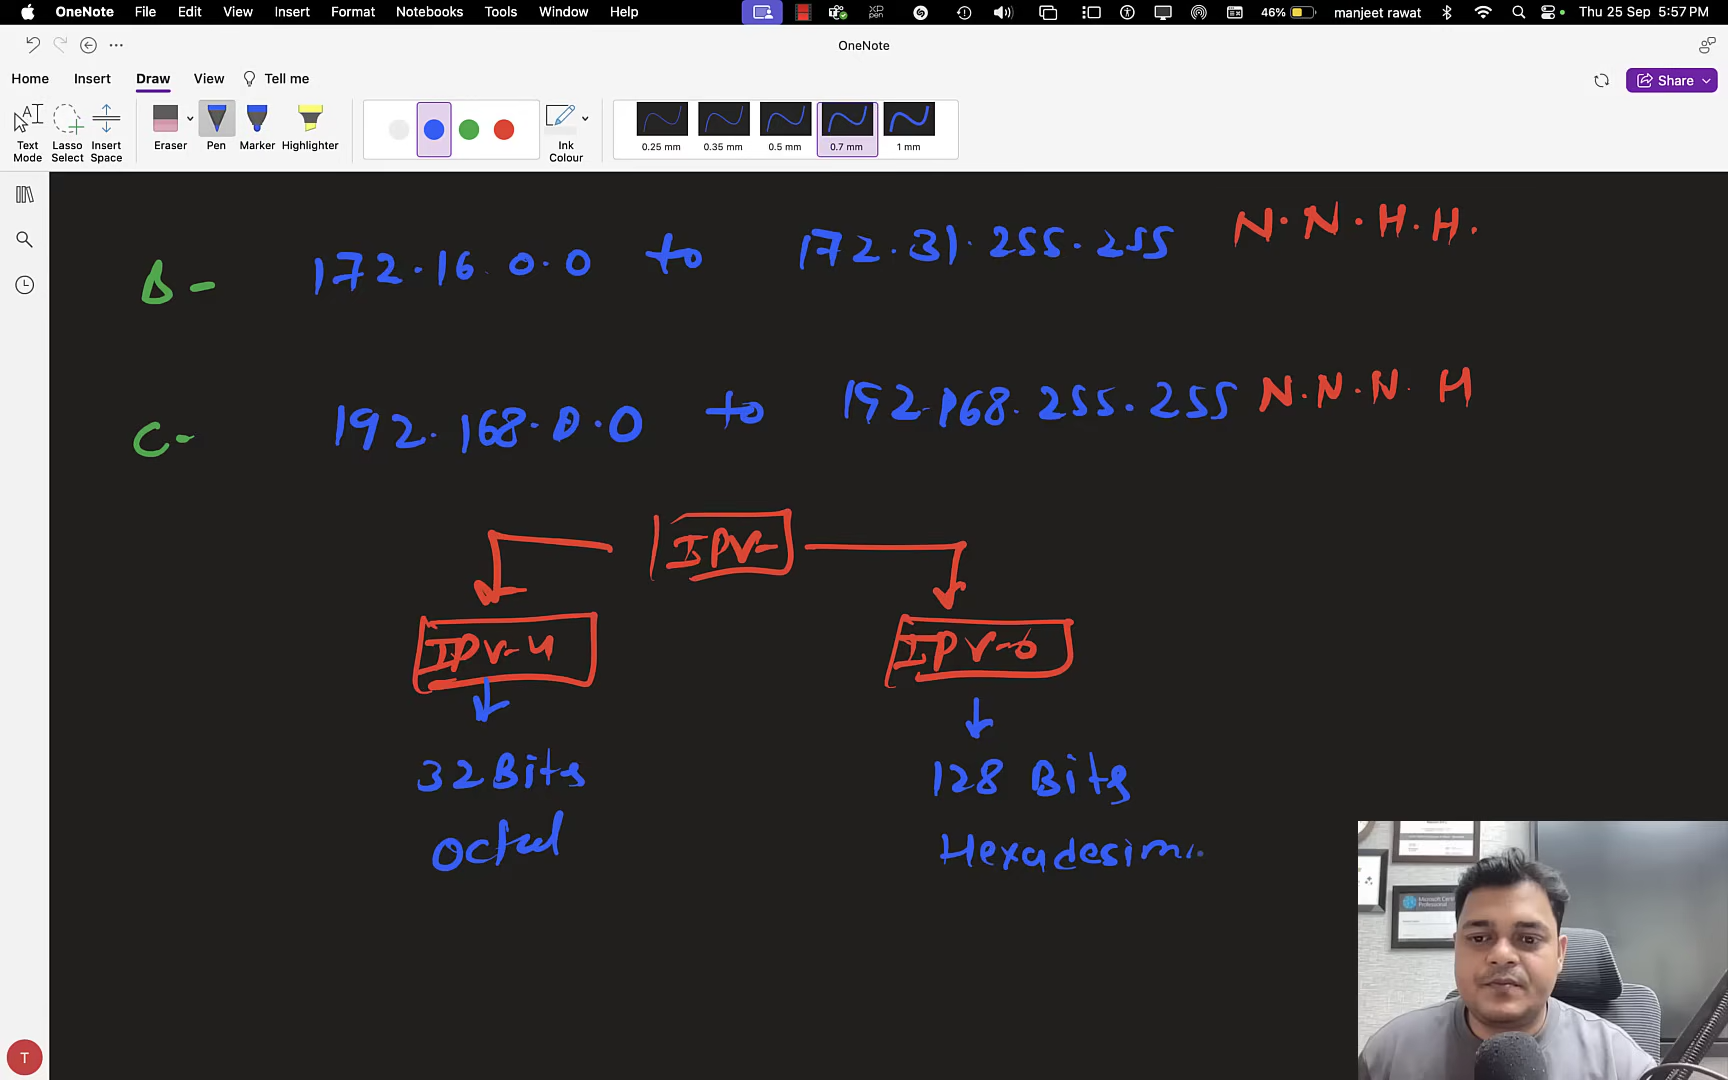 OneNote File Edit View Insert Format Notebooks Tools Window Help XP pen 46% manjeet rawat Thu 25 Sep 5:57 PM
OneNote
Home Insert Draw View Tell me Share
Text Mode Lasso Select Insert Space Eraser Pen Marker Highlighter Ink Colour 0.25 mm 0.35 mm 0.5 mm 0.7 mm 1 mm
B - 172.16.0.0 to 172.31.255.255 N.N.H.H.
C - 192.168.0.0 to 192.168.255.255 N.N.N.H
IPV-
IPV-4 IPV-6
32 Bits 128 Bits
Octal Hexadesim
T